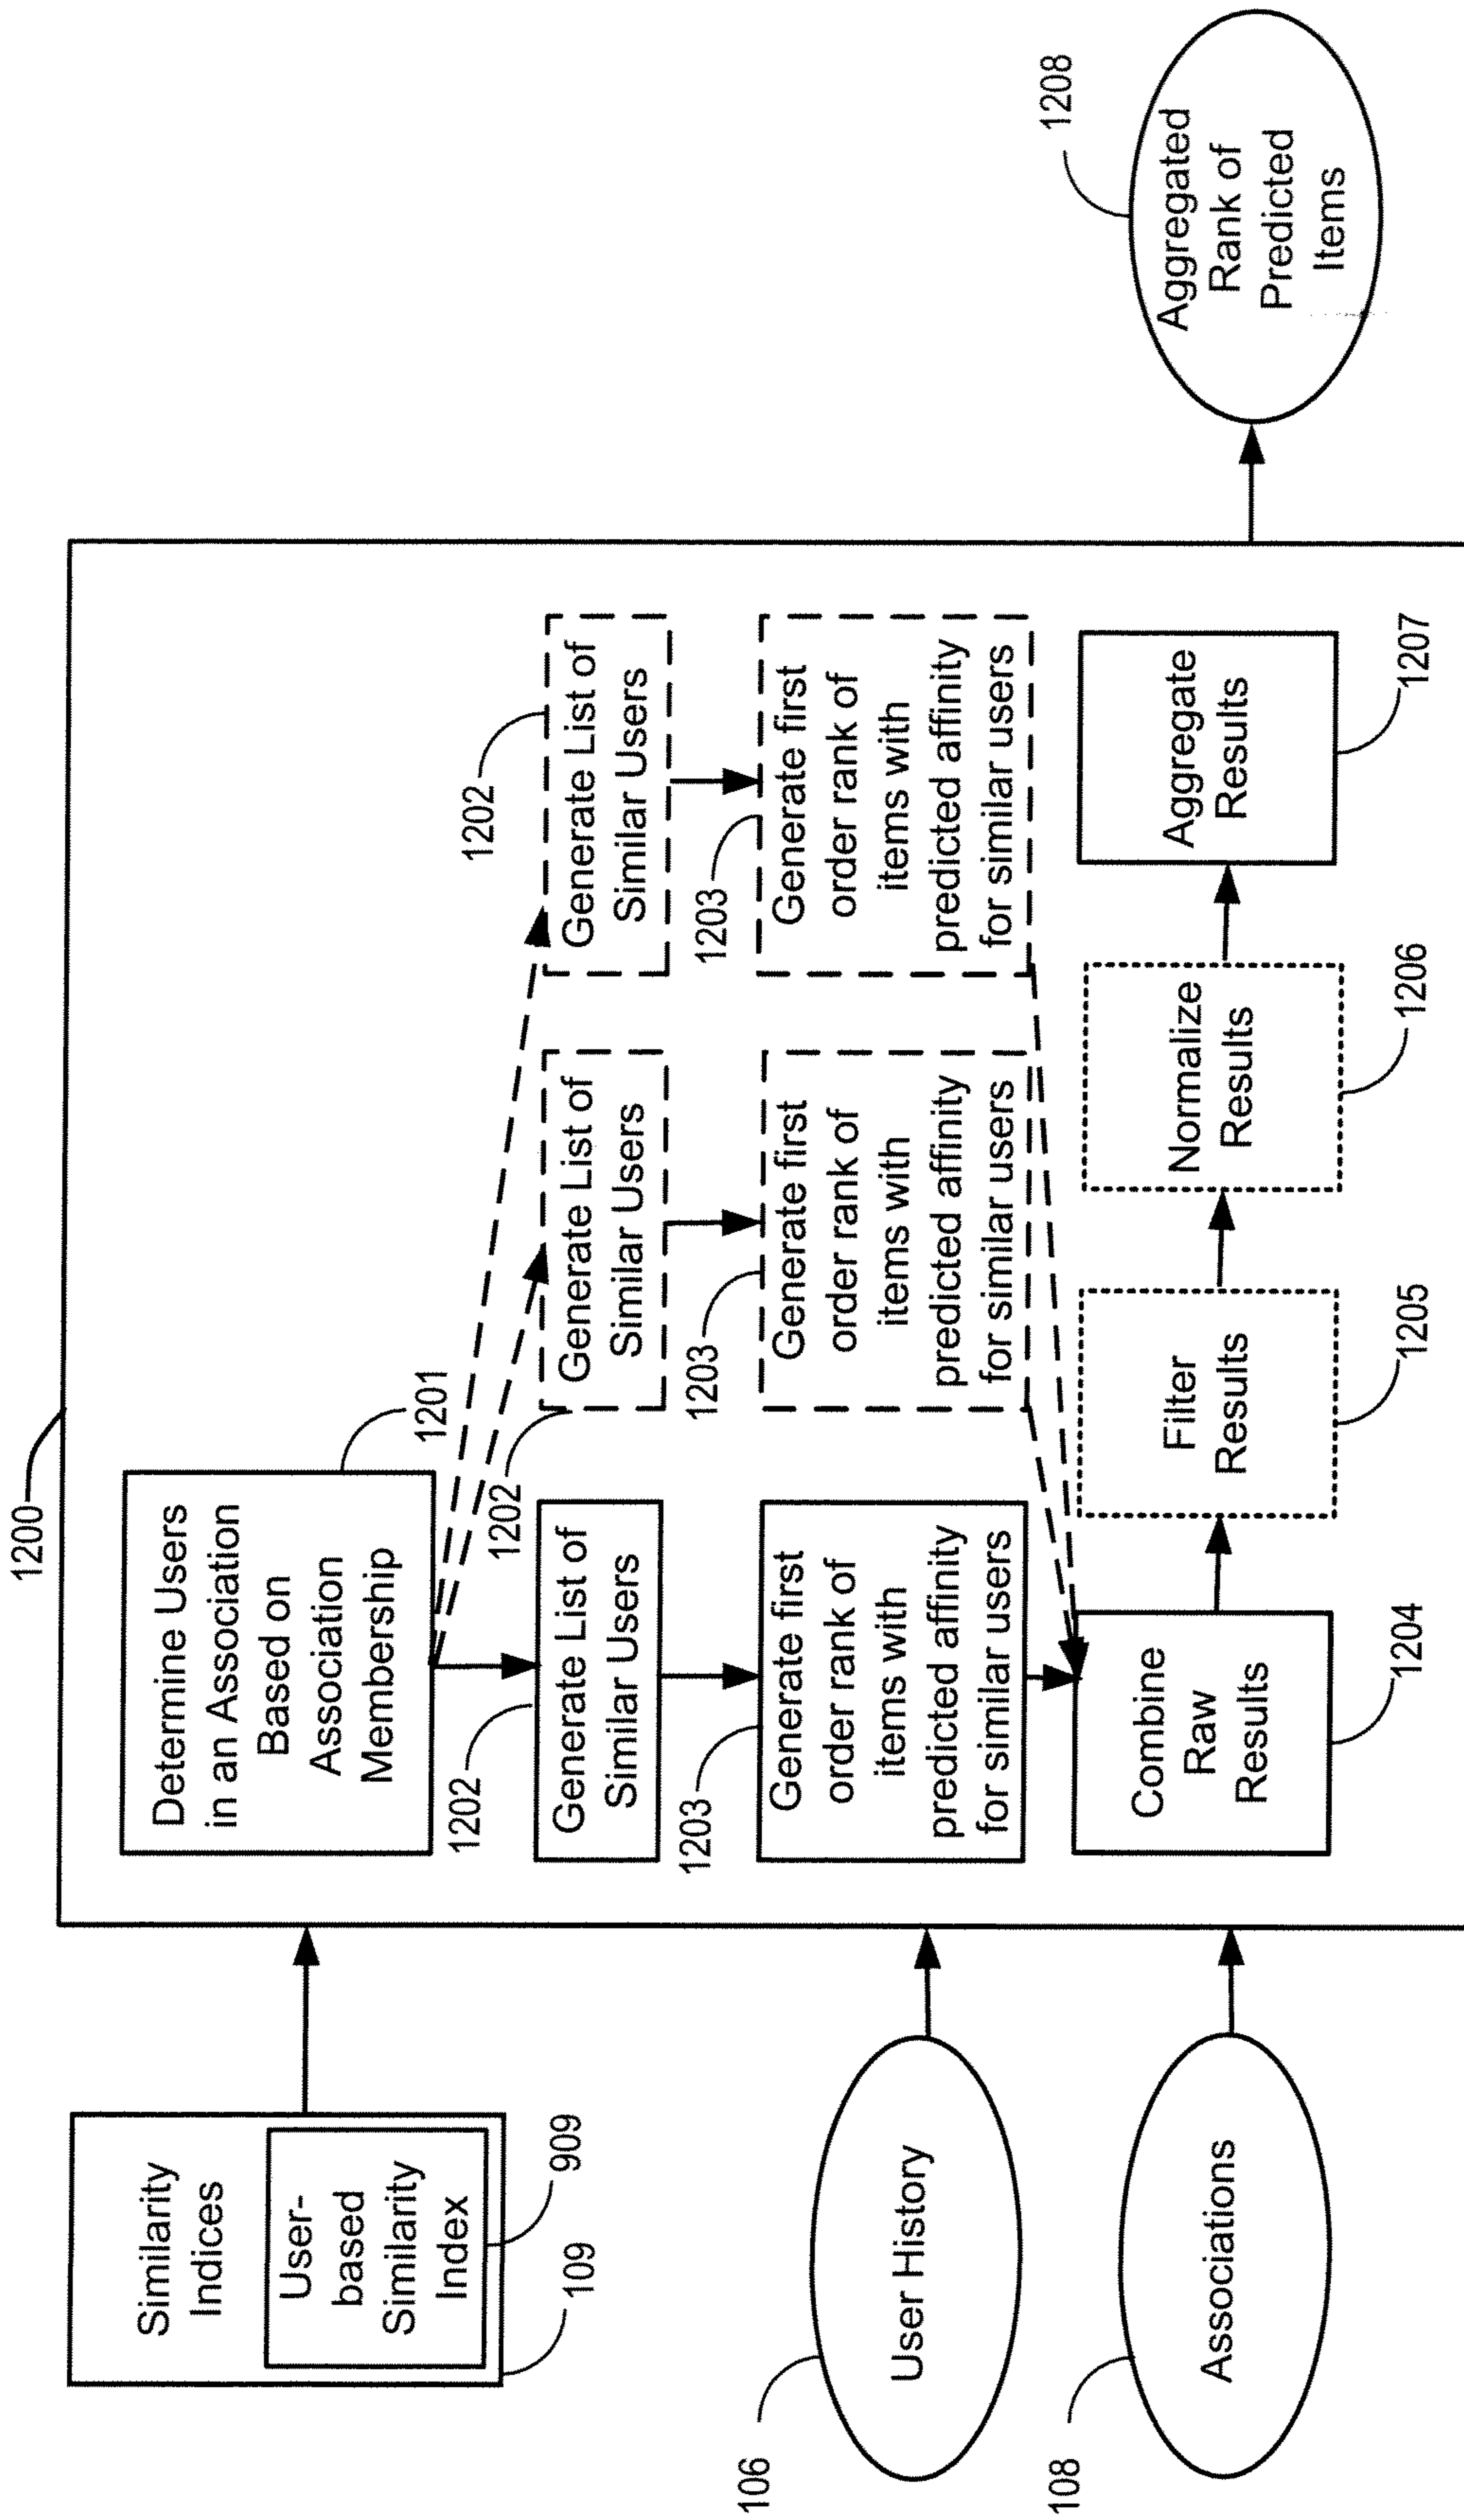 1200
Similarity
Indices
User-
based
Similarity
Index
909
109
User History
106
Associations
108
Determine Users
in an Association
Based on
Association
Membership
1201
1202
Generate List of
Similar Users
1202
Generate List of
Similar Users
1202
Generate List of
Similar Users
1203
Generate first
order rank of
items with
predicted affinity
for similar users
1203
Generate first
order rank of
items with
predicted affinity
for similar users
1203
Generate first
order rank of
items with
predicted affinity
for similar users
Combine
Raw
Results
1204
Filter
Results
1205
Normalize
Results
1206
Aggregate
Results
1207
1208
Aggregated
Rank of
Predicted
Items